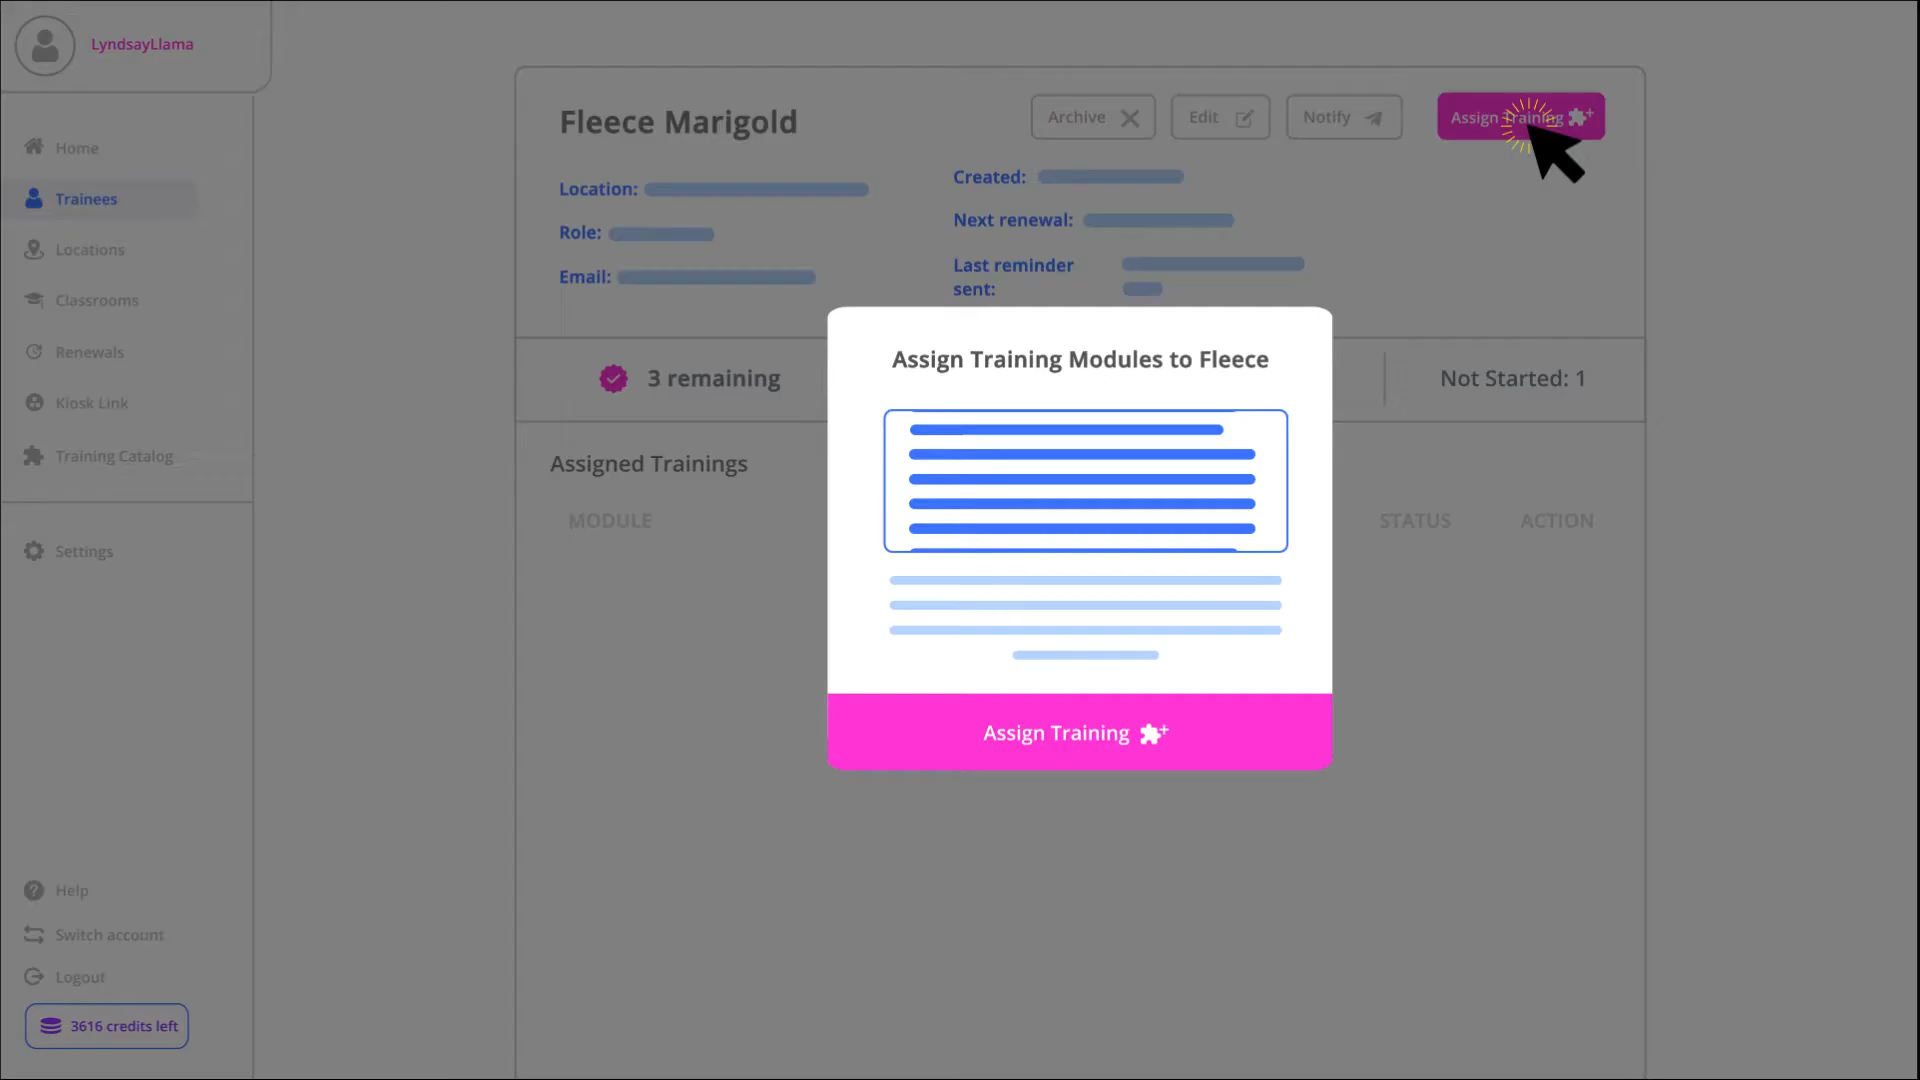 LyndsayLlama
Home
Trainees
Locations
Classrooms
Renewals
Kiosk Link
Training Catalog
Settings
Help
Switch account
Logout
3616 credits left
Fleece Marigold
Archive
Edit
Notify
Assign Training
Location:
Role:
Email:
Created:
Next renewal:
Last reminder
sent:
3 remaining
Not Started: 1
Assigned Trainings
MODULE
STATUS
ACTION
Assign Training Modules to Fleece
Assign Training